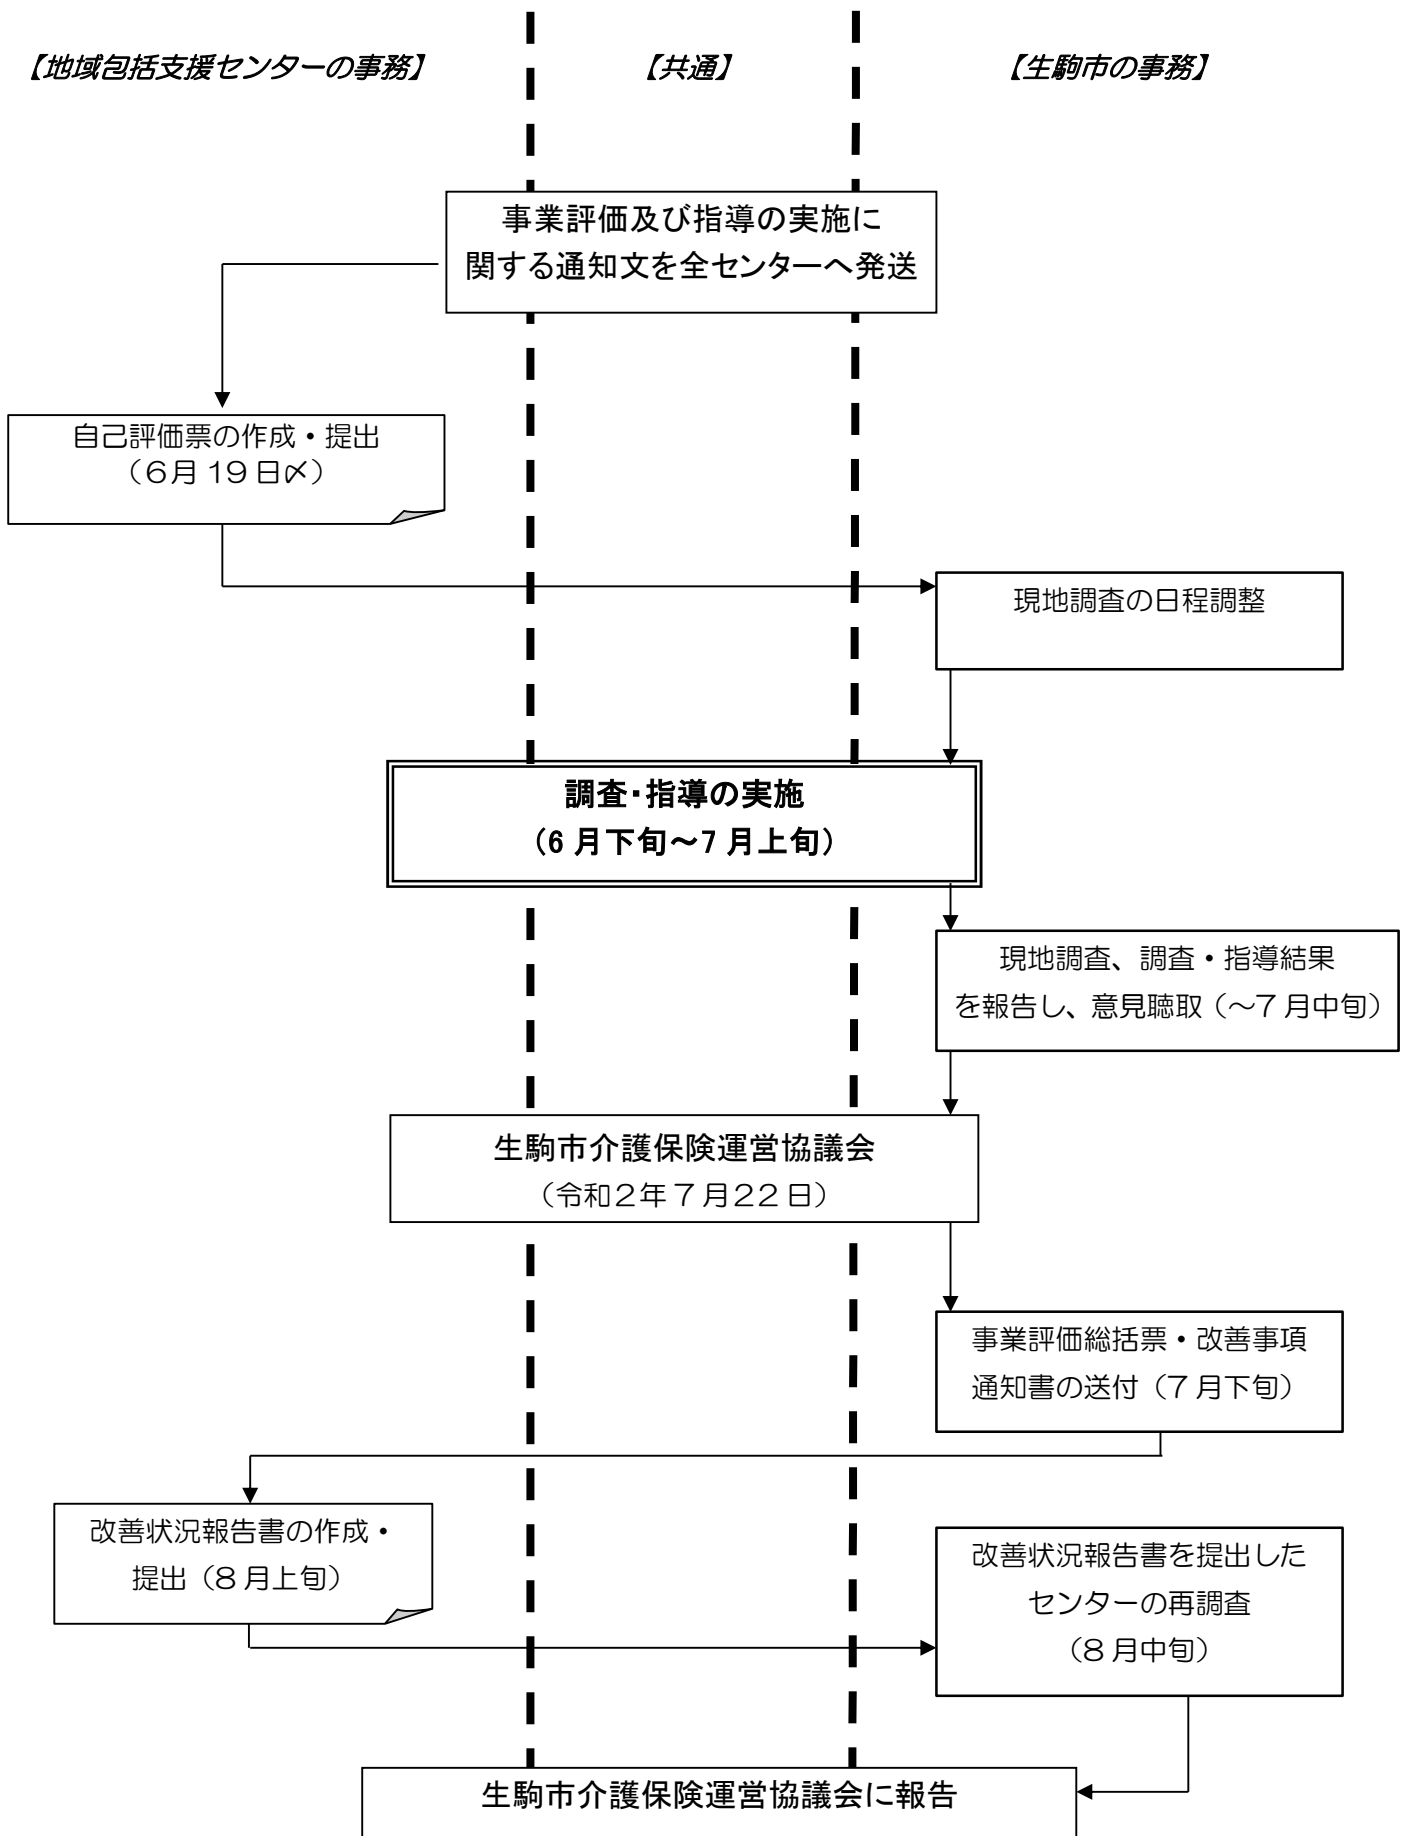 【地域包括支援センターの事務】
【共通】
【生駒市の事務】
事業評価及び指導の実施に
関する通知文を全センターへ発送
自己評価票の作成・提出
（６月 19 日〆）
現地調査の日程調整
調査・指導の実施
（6 月下旬～7 月上旬）
現地調査、調査・指導結果
を報告し、意見聴取（～７月中旬）
生駒市介護保険運営協議会
（令和２年７月２２日）
事業評価総括票・改善事項
通知書の送付（７月下旬）
改善状況報告書の作成・
提出（８月上旬）
改善状況報告書を提出した
センターの再調査
（８月中旬）
生駒市介護保険運営協議会に報告